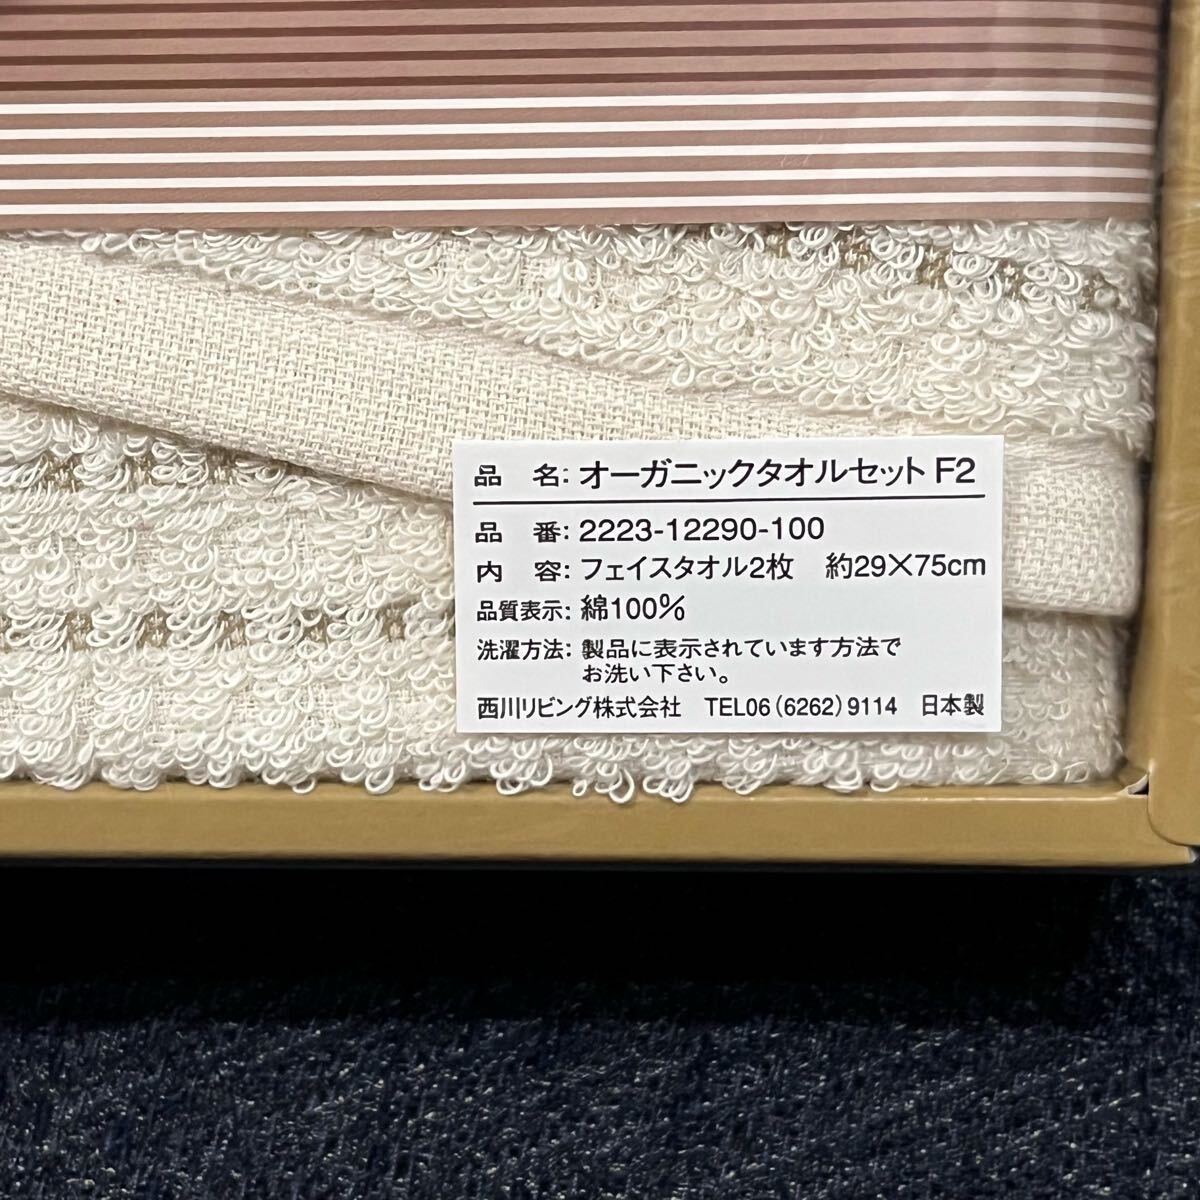 品　名：オーガニックタオルセット F2
品　番：2223-12290-100
内　容：フェイスタオル2枚　約29×75cm
品質表示：綿100％
洗濯方法：製品に表示されています方法で
お洗い下さい。
西川リビング株式会社　TEL06(6262)9114　日本製